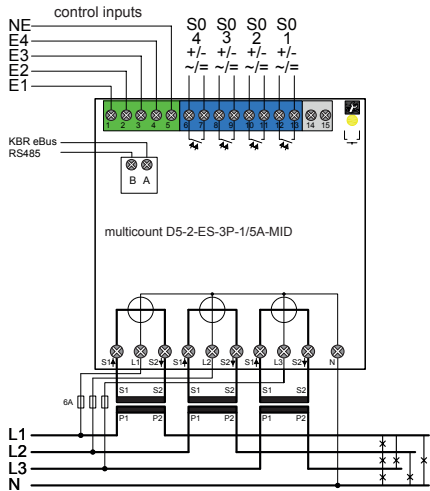 control inputs
NE
E4
E3
E2
E1
S0 S0 S0 S0
4 3 2 1
+/- +/- +/- +/-
~/= ~/= ~/= ~/=
1 2 3 4 5 6 7 8 9 10 11 12 13 14 15
KBR eBus
RS485
B A
multicount D5-2-ES-3P-1/5A-MID
S1 L1 S2 S1 L2 S2 S1 L3 S2 N
S1 S2 S1 S2 S1 S2
6A
P1 P2 P1 P2 P1 P2
L1
L2
L3
N